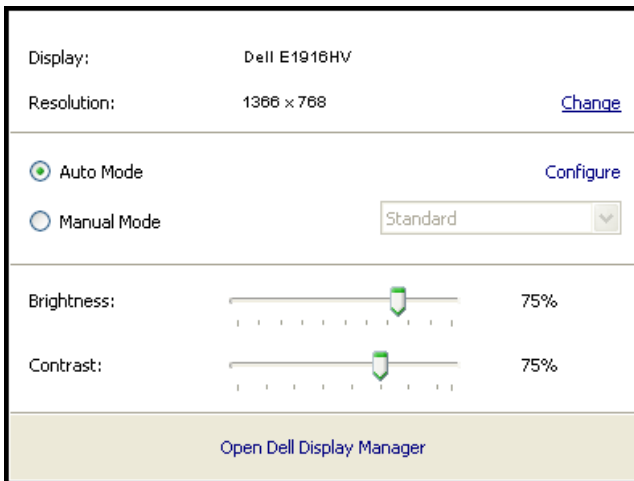 Display: Dell E1916HV
Resolution: 1366 x 768 Change
Auto Mode Configure
Manual Mode Standard
Brightness: 75%
Contrast: 75%
Open Dell Display Manager